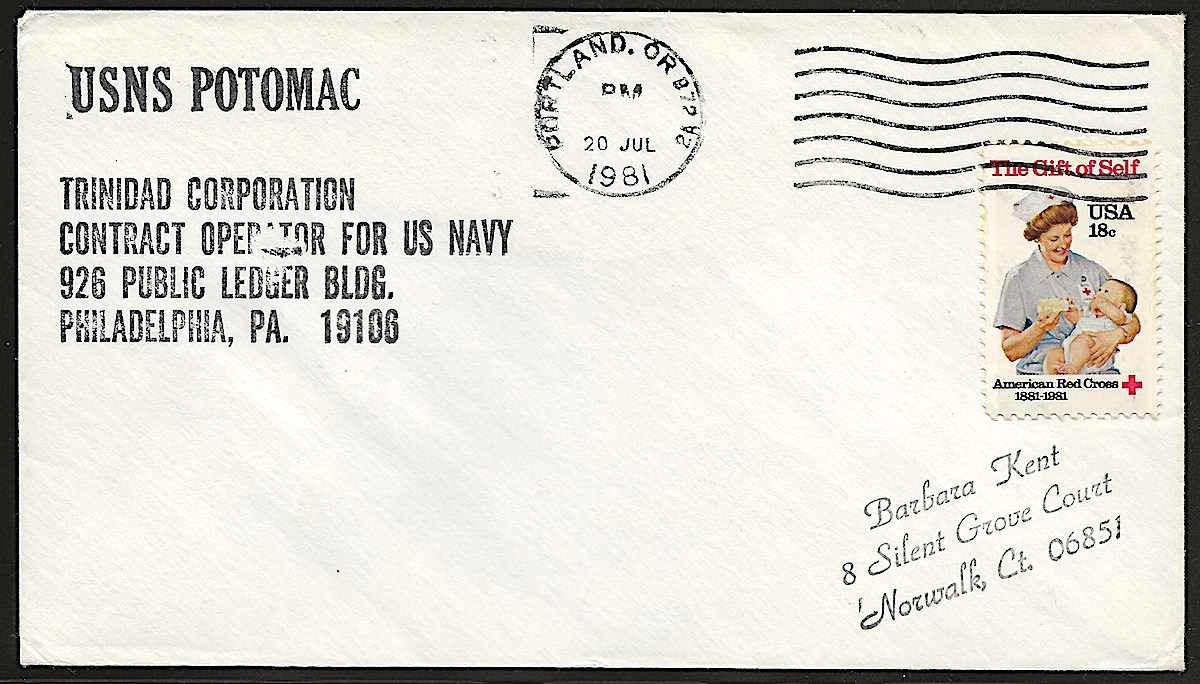 USNS POTOMAC
TRINIDAD CORPORATION
CONTRACT OPERATOR FOR US NAVY
926 PUBLIC LEDGER BLDG.
PHILADELPHIA, PA. 19106
PORTLAND, OR 972
PM
20 JUL
1981
The Gift of Self
USA
18c
American Red Cross
1881-1981
Barbara Kent
8 Silent Grove Court
Norwalk, Ct. 06851